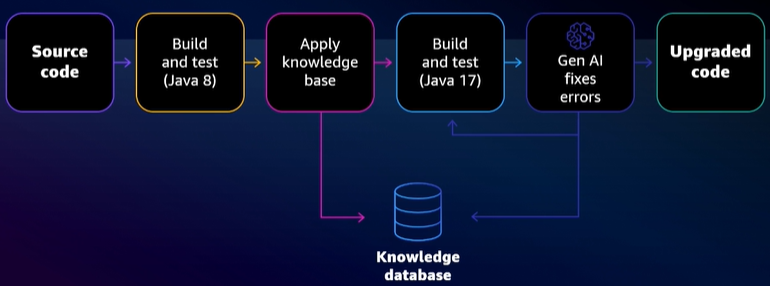 Source
code
Build
and test
(Java 8)
Apply
knowledge
base
Build
and test
(Java 17)
Gen AI
fixes
errors
Upgraded
code
Knowledge
database